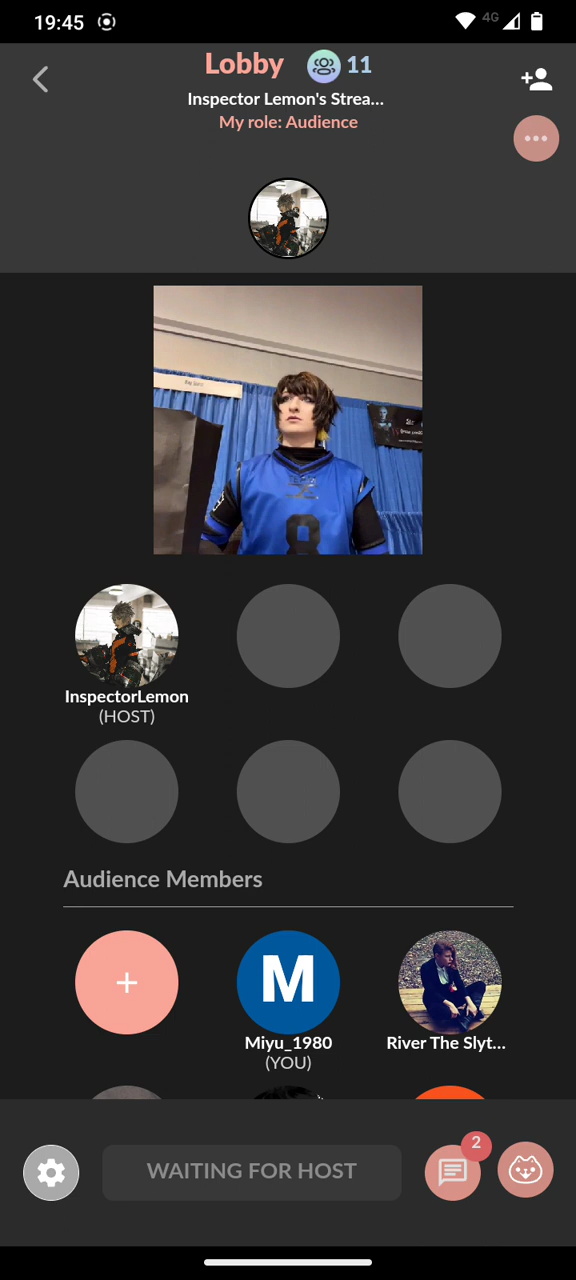 19:45
4G
Lobby
11
Inspector Lemon's Strea...
My role: Audience
8
InspectorLemon
(HOST)
Audience Members
+
M
Miyu_1980
(YOU)
River The Slyt...
WAITING FOR HOST
2